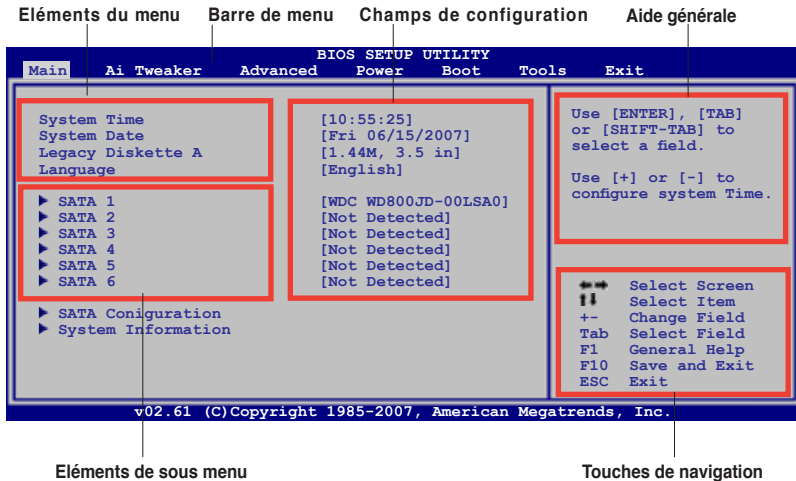 Eléments du menu Barre de menu Champs de configuration Aide générale
BIOS SETUP UTILITY
Main Ai Tweaker Advanced Power Boot Tools Exit
System Time [10:55:25]
System Date [Fri 06/15/2007]
Legacy Diskette A [1.44M, 3.5 in]
Language [English]
SATA 1 [WDC WD800JD-00LSA0]
SATA 2 [Not Detected]
SATA 3 [Not Detected]
SATA 4 [Not Detected]
SATA 5 [Not Detected]
SATA 6 [Not Detected]
SATA Coniguration
System Information
Use [ENTER], [TAB]
or [SHIFT-TAB] to
select a field.
Use [+] or [-] to
configure system Time.
Select Screen
Select Item
+- Change Field
Tab Select Field
F1 General Help
F10 Save and Exit
ESC Exit
v02.61 (C)Copyright 1985-2007, American Megatrends, Inc.
Eléments de sous menu Touches de navigation